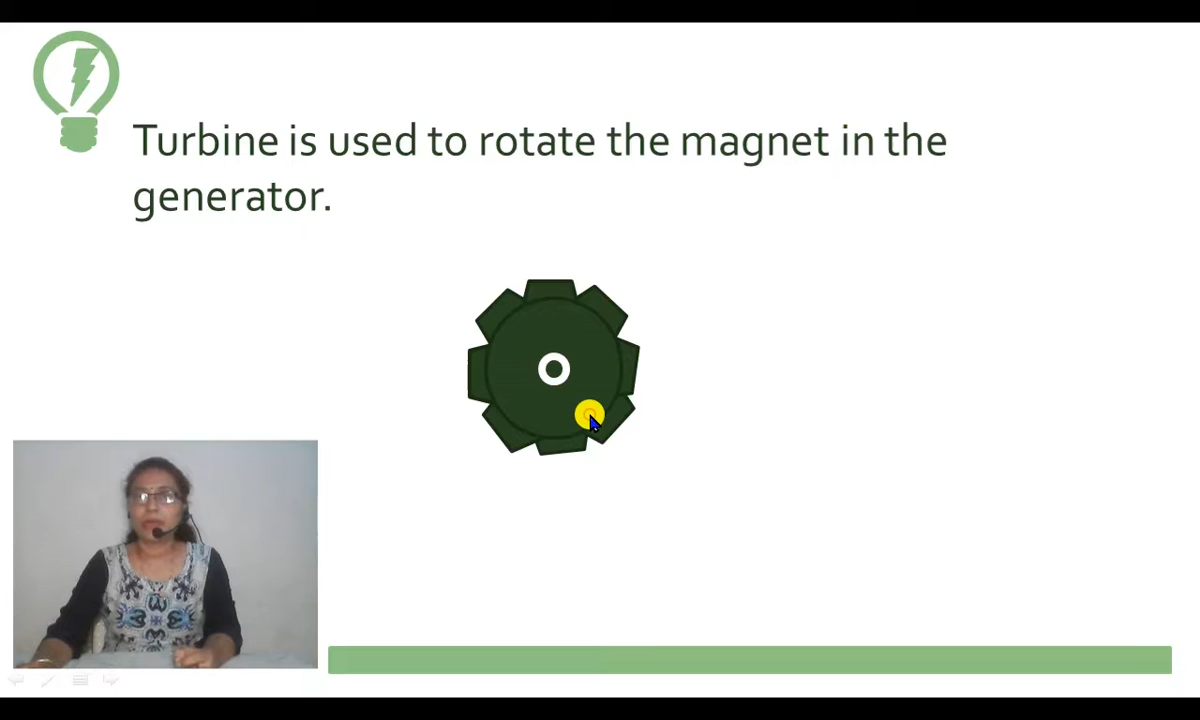 Turbine is used to rotate the magnet in the
generator.